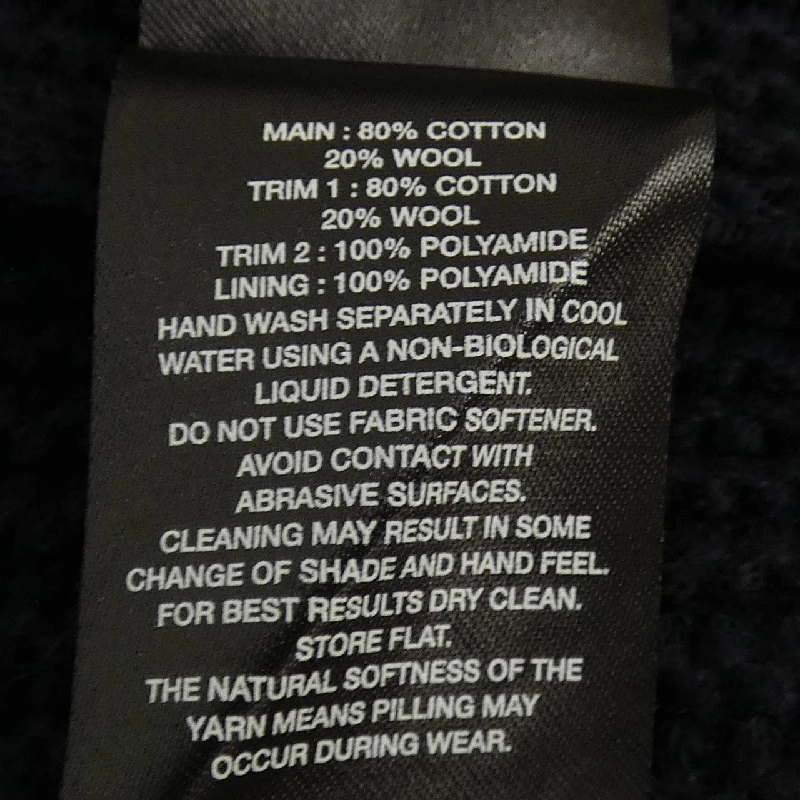 MAIN : 80% COTTON
20% WOOL
TRIM 1 : 80% COTTON
20% WOOL
TRIM 2 : 100% POLYAMIDE
LINING : 100% POLYAMIDE
HAND WASH SEPARATELY IN COOL
WATER USING A NON-BIOLOGICAL
LIQUID DETERGENT.
DO NOT USE FABRIC SOFTENER.
AVOID CONTACT WITH
ABRASIVE SURFACES.
CLEANING MAY RESULT IN SOME
CHANGE OF SHADE AND HAND FEEL.
FOR BEST RESULTS DRY CLEAN.
STORE FLAT.
THE NATURAL SOFTNESS OF THE
YARN MEANS PILLING MAY
OCCUR DURING WEAR.